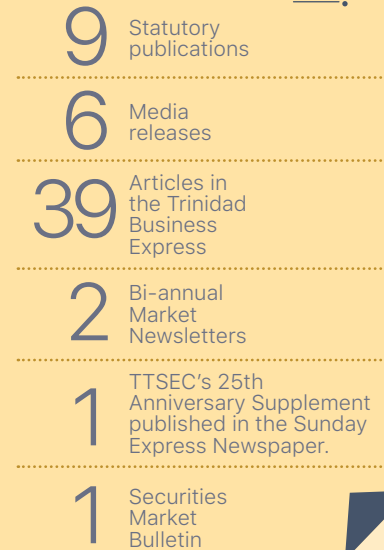 9
Statutory
publications
6
Media
releases
39
Articles in
the Trinidad
Business
Express
2
Bi-annual
Market
Newsletters
1
TTSEC's 25th
Anniversary Supplement
published in the Sunday
Express Newspaper.
1
Securities
Market
Bulletin